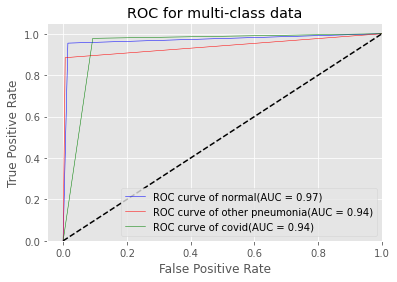 ROC for multi-class data
True Positive Rate
1.0
0.8
0.6
0.4
0.2
0.0
ROC curve of normal(AUC = 0.97)
ROC curve of other pneumonia(AUC = 0.94)
ROC curve of covid(AUC = 0.94)
0.0 0.2 0.4 0.6 0.8 1.0
False Positive Rate